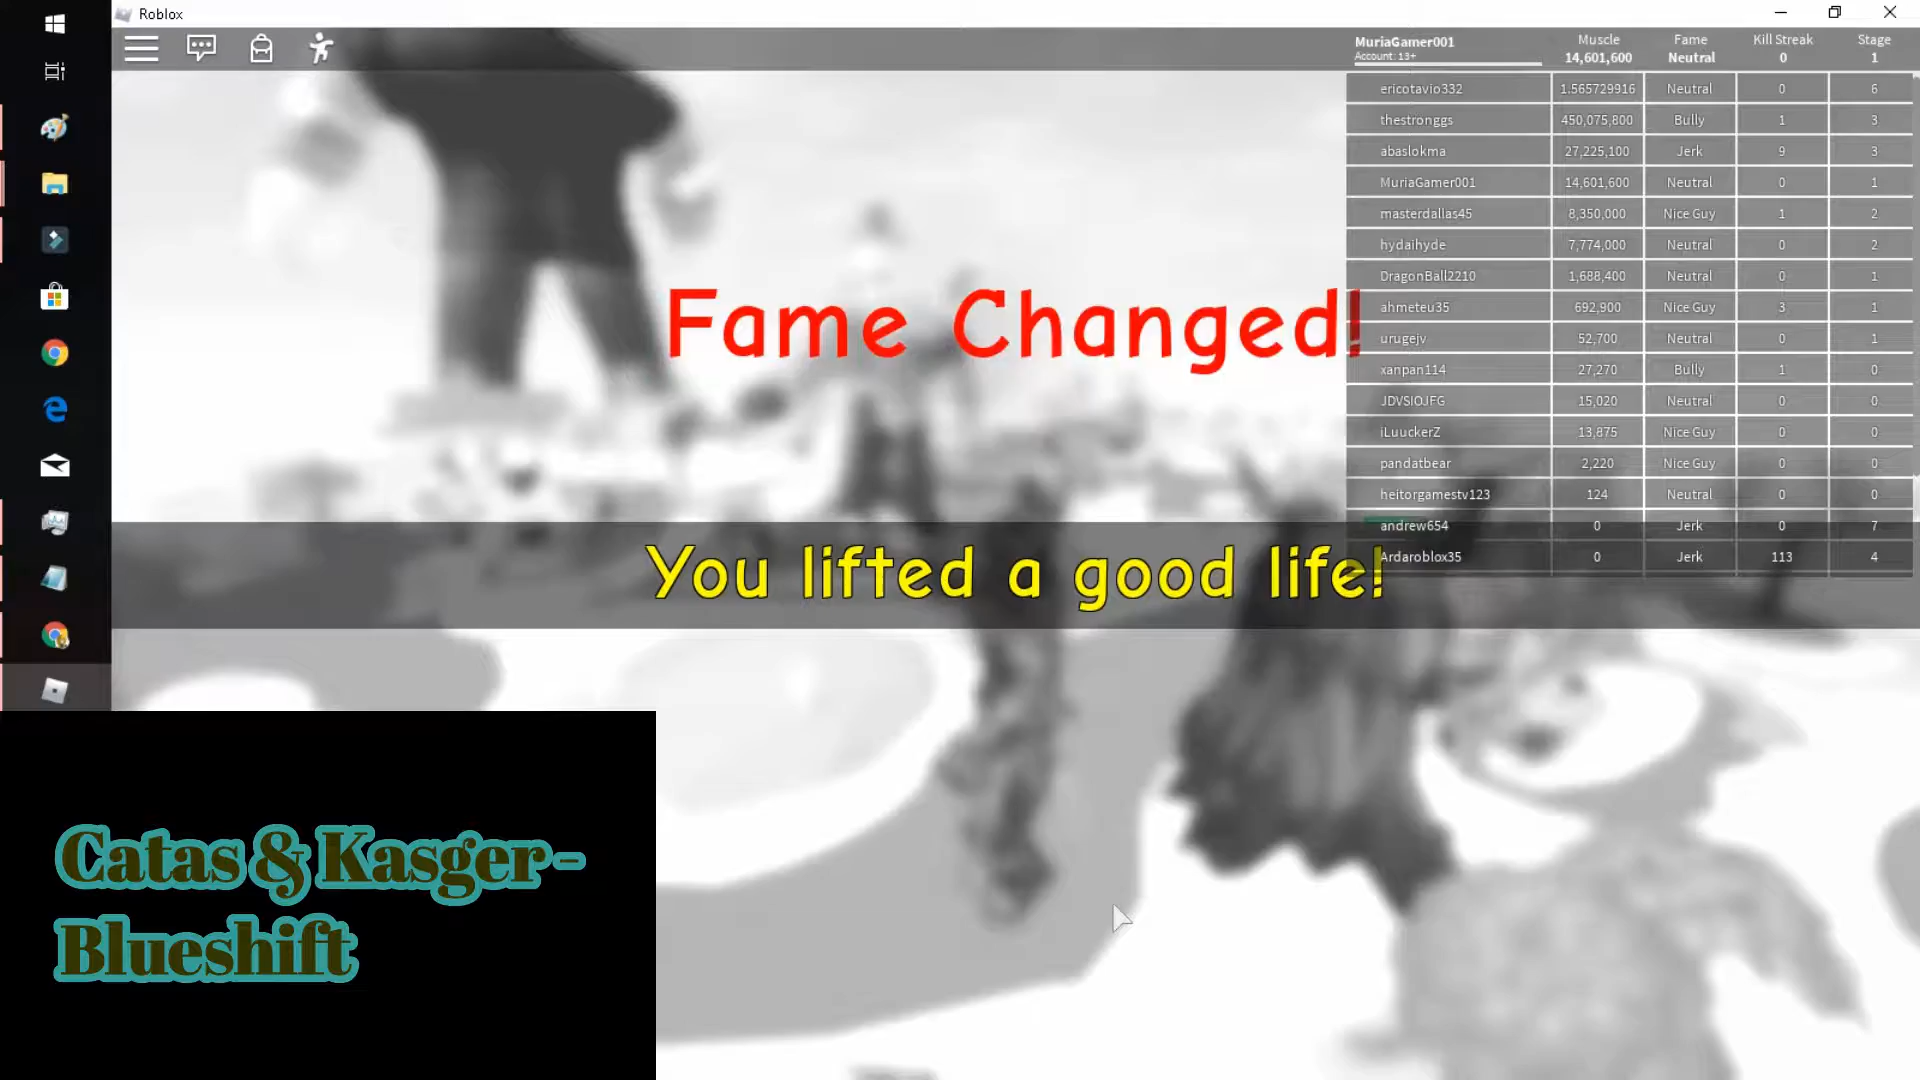 Roblox
MuriaGamer001 Muscle Fame Kill Streak Stage
Account: 13+ 14,601,600 Neutral 0 1
ericotavio332 1.565729916 Neutral 0 6
thestronggs 450,075,800 Bully 1 3
abaslokma 27,225,100 Jerk 9 3
MuriaGamer001 14,601,600 Neutral 0 1
masterdallas45 8,350,000 Nice Guy 1 2
hydaihyde 7,774,000 Neutral 0 2
DragonBall2210 1,688,400 Neutral 0 1
ahmeteu35 692,900 Nice Guy 3 1
urugejv 52,700 Neutral 0 1
xanpan114 27,270 Bully 1 0
JDVSIOJFG 15,020 Neutral 0 0
iLuuckerZ 13,875 Nice Guy 0 0
pandatbear 2,220 Nice Guy 0 0
heitorgamestv123 124 Neutral 0 0
andrew654 0 Jerk 0 7
Ardaroblox35 0 Jerk 113 4
Fame Changed!
You lifted a good life!
Catas & Kasger -
Blueshift